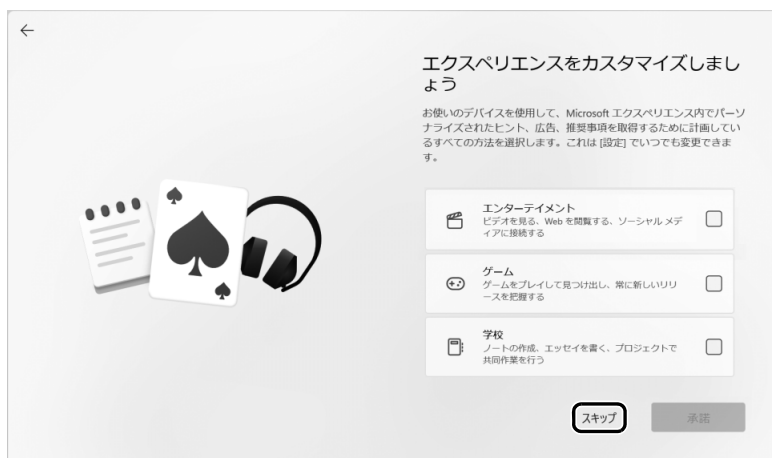 エクスペリエンスをカスタマイズしまし
ょう
お使いのデバイスを使用して、Microsoft エクスペリエンス内でパーソ
ナライズされたヒント、広告、推奨事項を取得するために計画してい
るすべての方法を選択します。これは [設定] でいつでも変更できま
す。
エンターテイメント
ビデオを見る、Web を閲覧する、ソーシャル メデ
ィアに接続する
ゲーム
ゲームをプレイして見つけ出し、常に新しいリリ
ースを把握する
学校
ノートの作成、エッセイを書く、プロジェクトで
共同作業を行う
スキップ
承諾